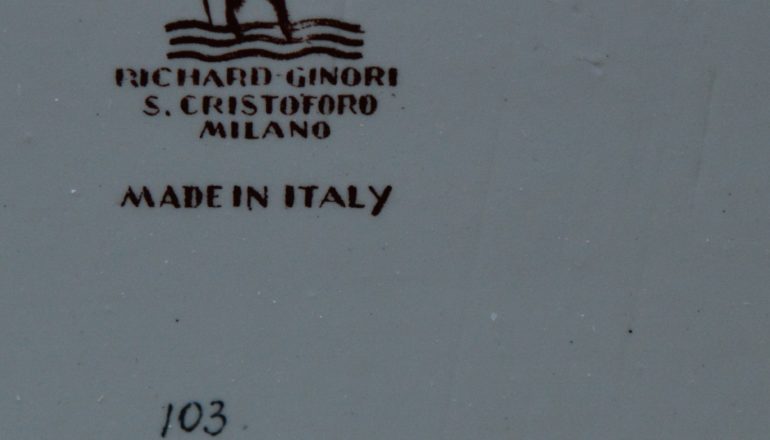 RICHARD-GINORI
S. CRISTOFORO
MILANO
MADE IN ITALY
103